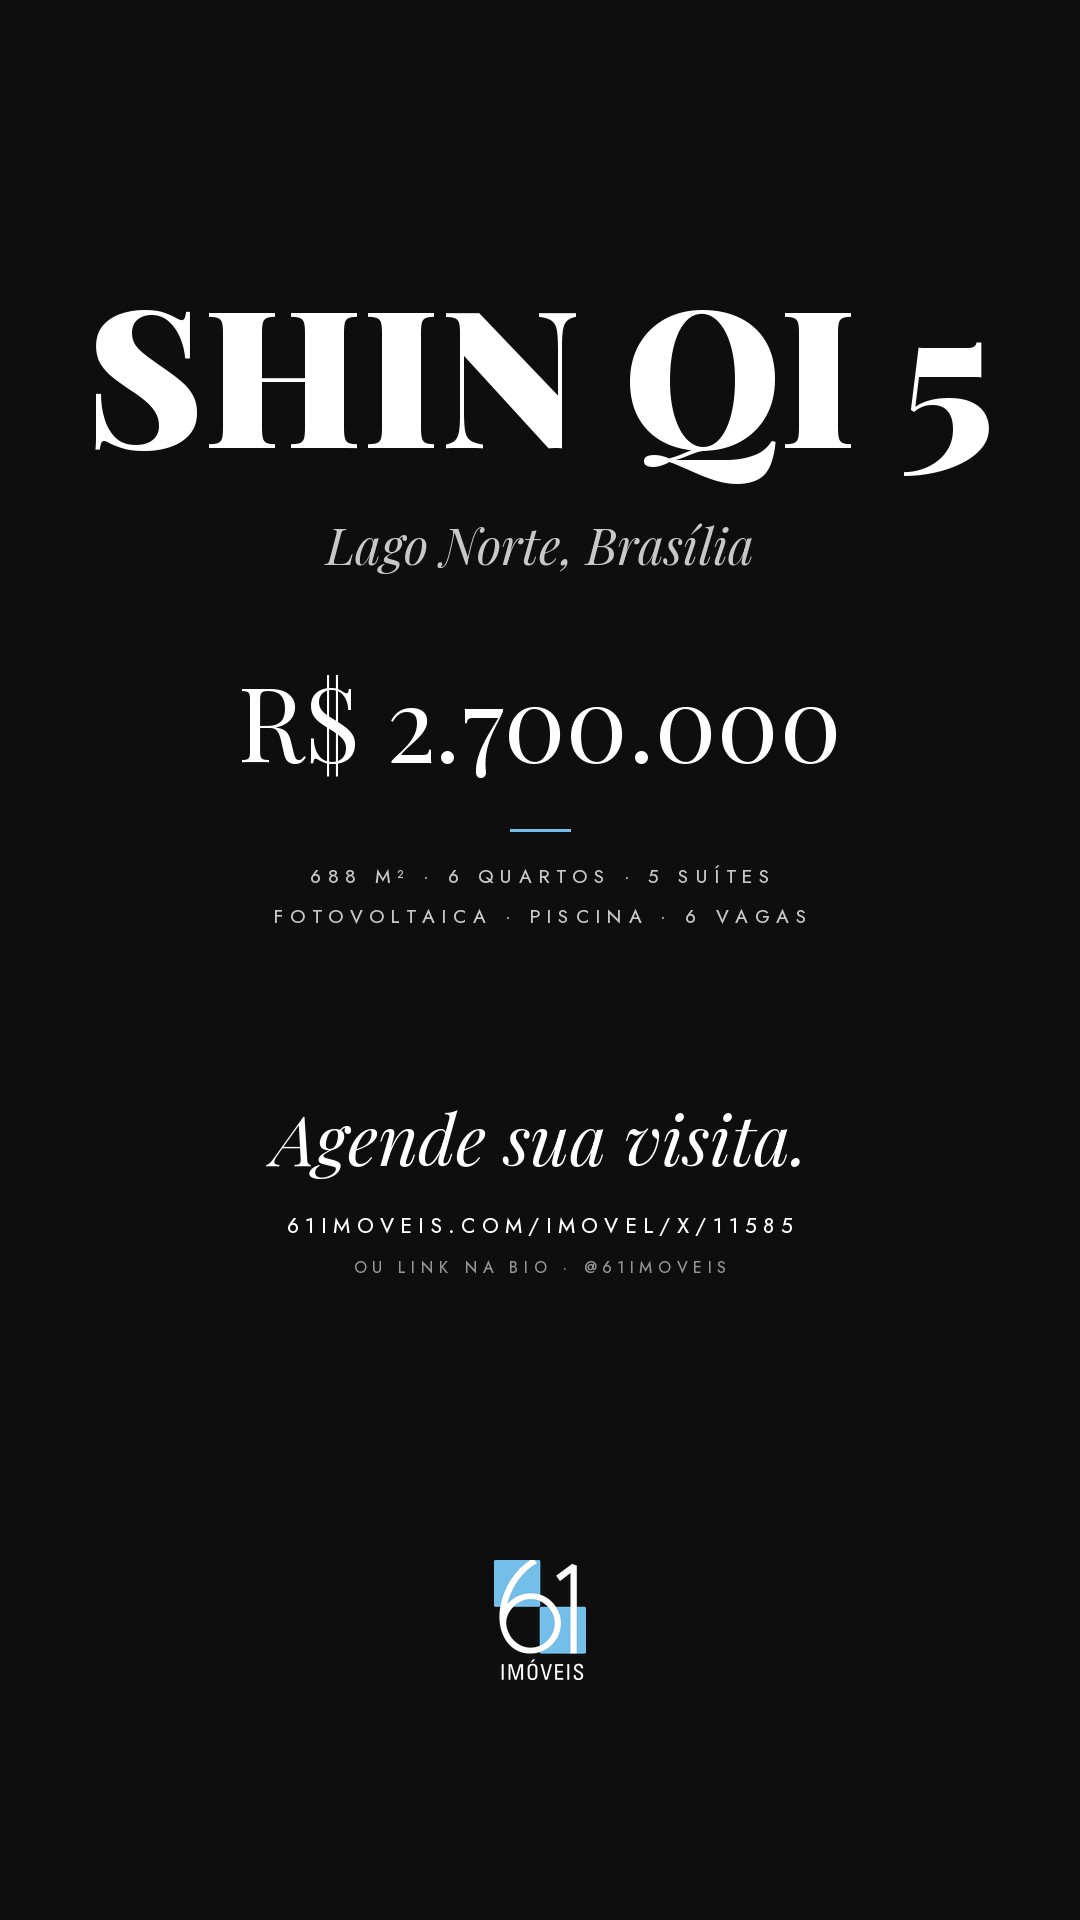 SHIN QI 5
Lago Norte, Brasília
R$ 2.700.000
688 M² · 6 QUARTOS · 5 SUÍTES
FOTOVOLTAICA · PISCINA · 6 VAGAS
Agende sua visita.
61IMOVEIS.COM/IMOVEL/X/11585
OU LINK NA BIO · @61IMOVEIS
61
IMÓVEIS